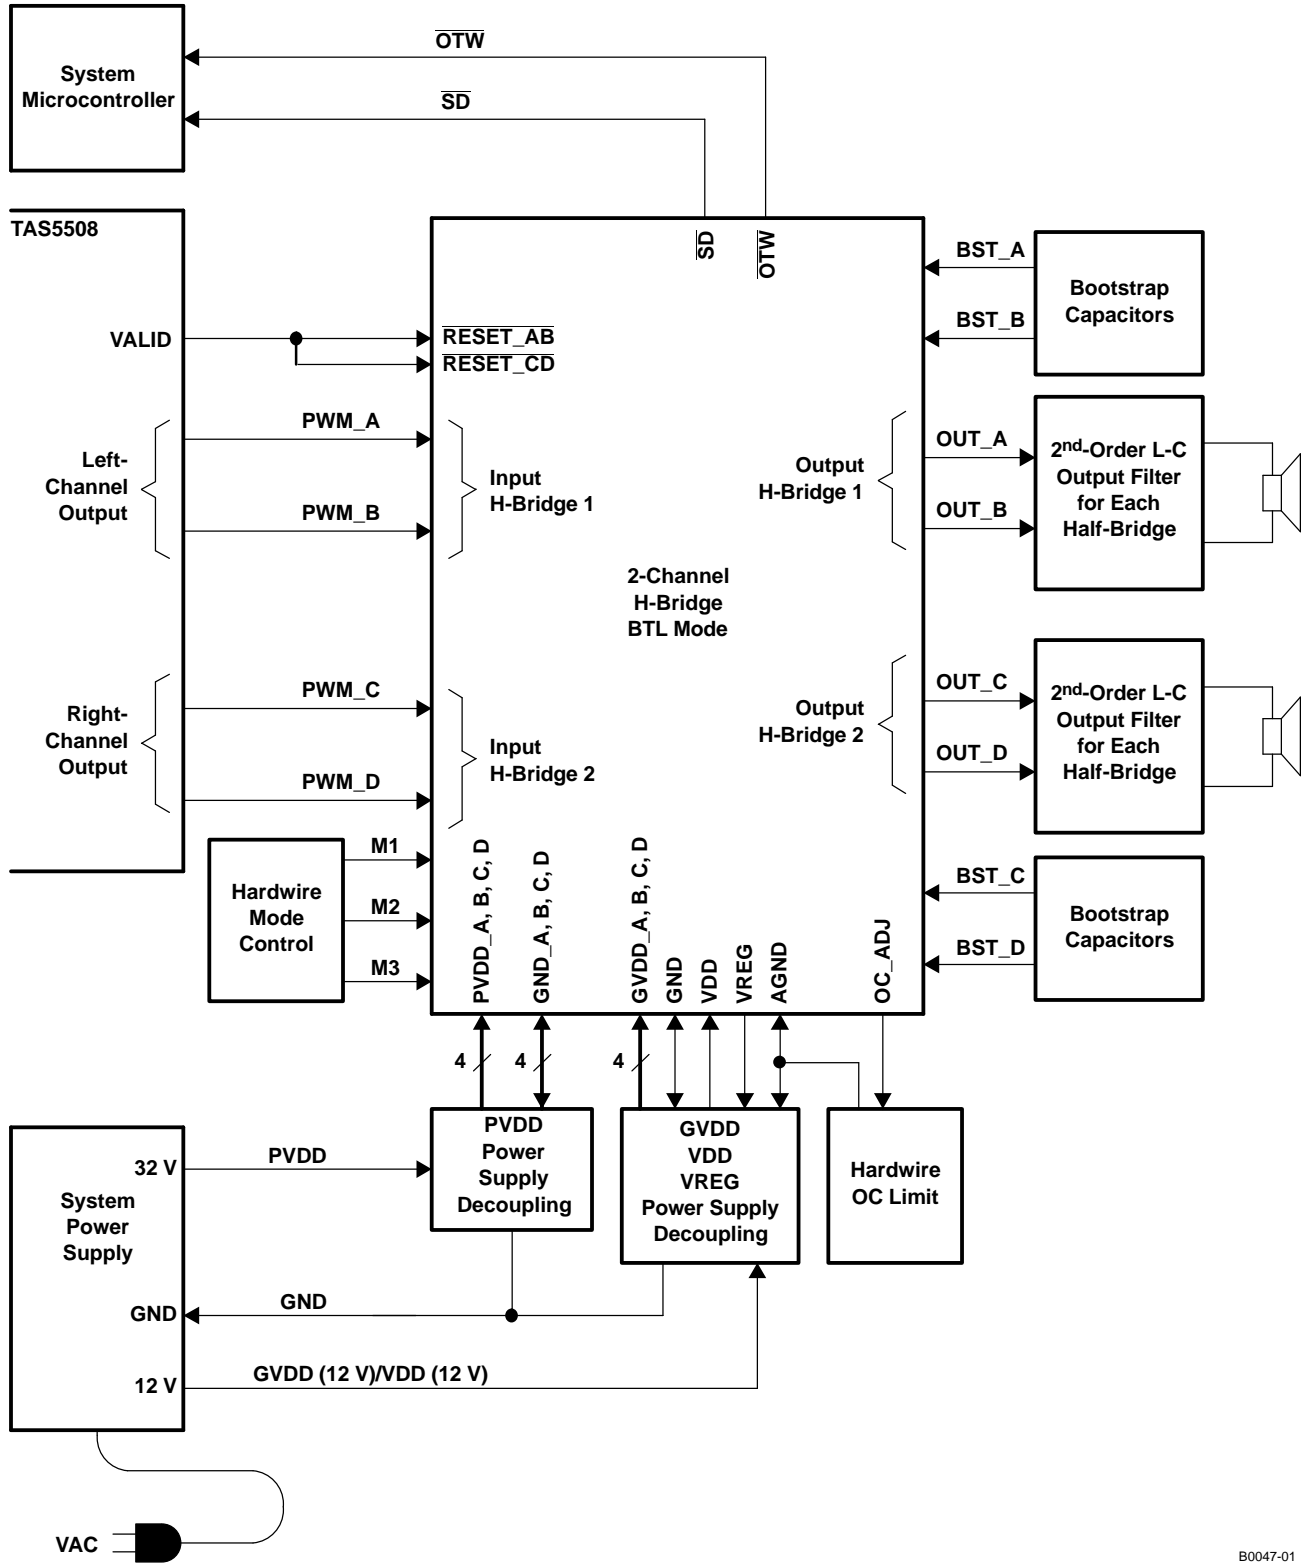 System
Microcontroller
OTW
SD
TAS5508
SD
OTW
VALID
RESET_AB
RESET_CD
BST_A
BST_B
Bootstrap
Capacitors
Left-
Channel
Output
PWM_A
PWM_B
Input
H-Bridge 1
Output
H-Bridge 1
OUT_A
OUT_B
2nd-Order L-C
Output Filter
for Each
Half-Bridge
2-Channel
H-Bridge
BTL Mode
Right-
Channel
Output
PWM_C
PWM_D
Input
H-Bridge 2
Output
H-Bridge 2
OUT_C
OUT_D
2nd-Order L-C
Output Filter
for Each
Half-Bridge
Hardwire
Mode
Control
M1
M2
M3
PVDD_A, B, C, D
GND_A, B, C, D
GVDD_A, B, C, D
GND
VDD
VREG
AGND
OC_ADJ
BST_C
BST_D
Bootstrap
Capacitors
4
4
4
PVDD
Power
Supply
Decoupling
GVDD
VDD
VREG
Power Supply
Decoupling
Hardwire
OC Limit
System
Power
Supply
32 V
PVDD
GND
GND
12 V
GVDD (12 V)/VDD (12 V)
VAC
B0047-01